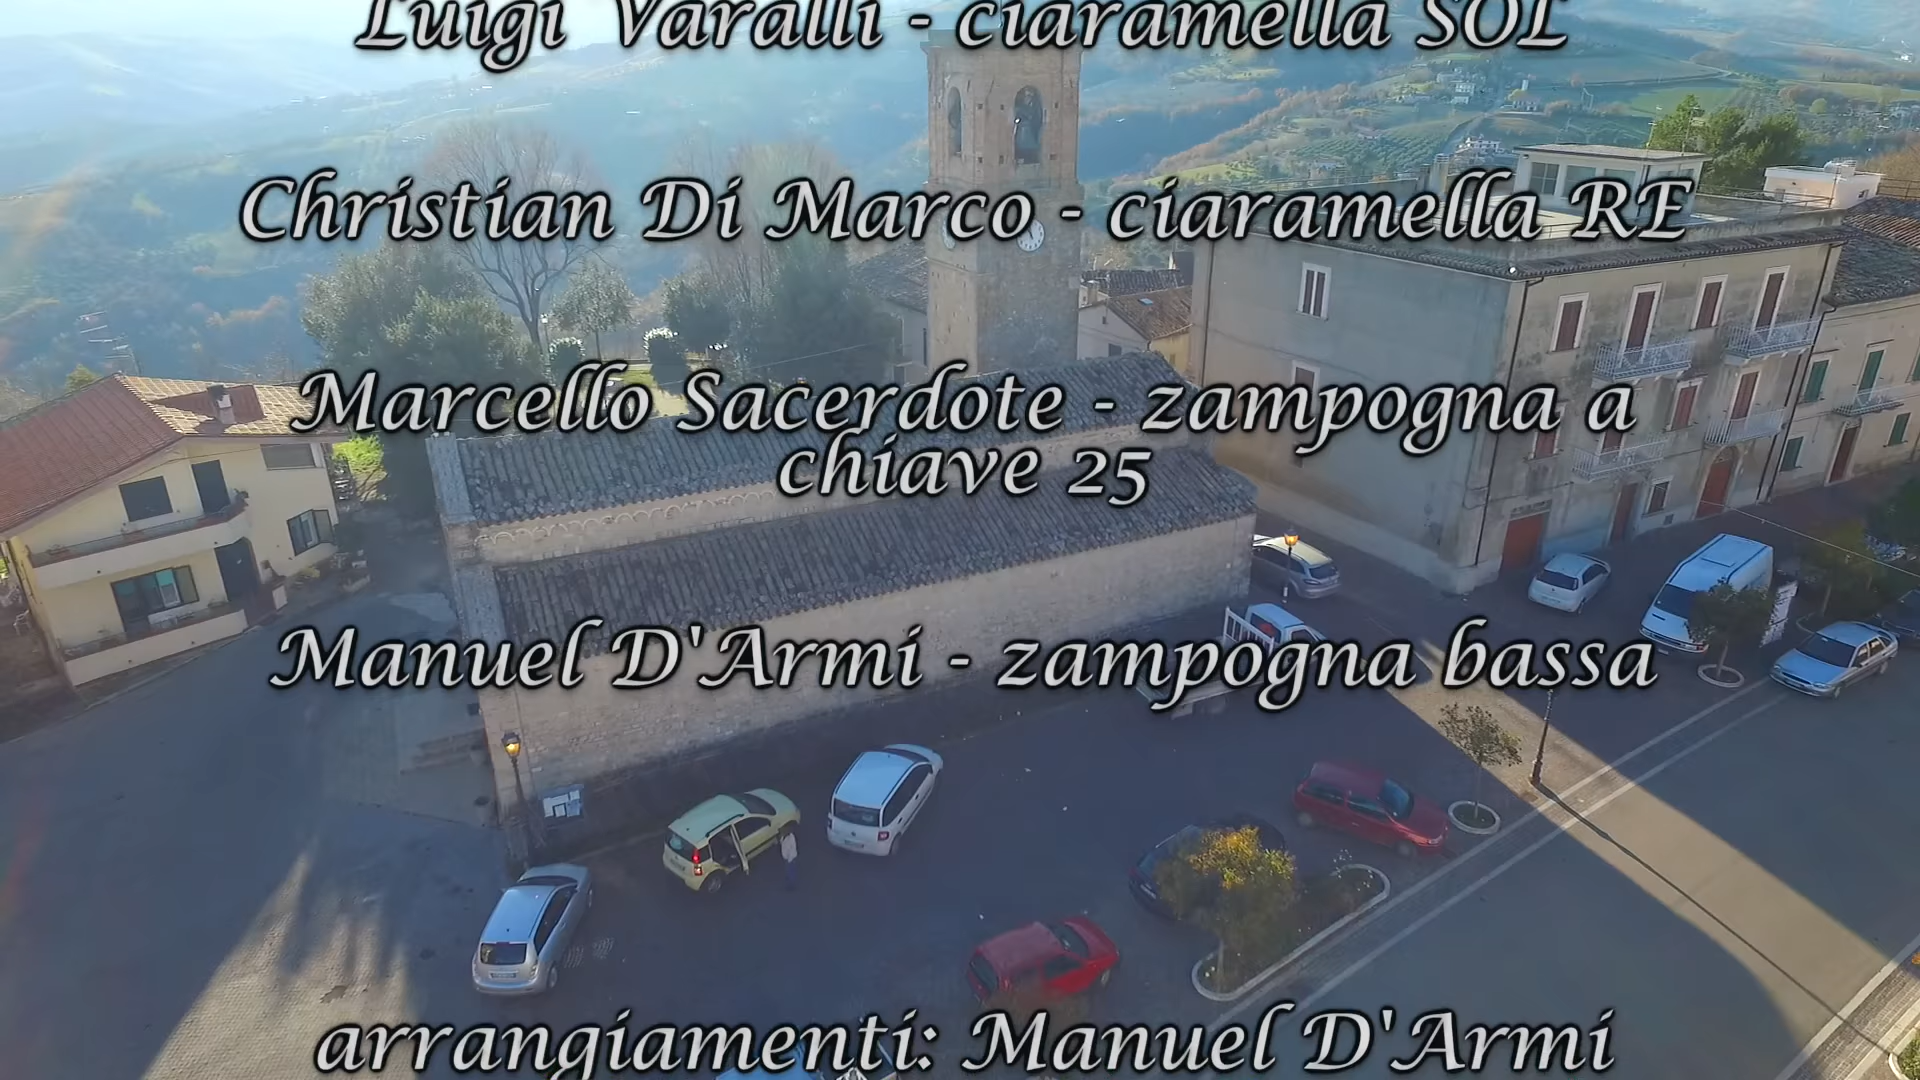 Luigi Varalli - ciaramella SOL
Christian Di Marco - ciaramella RE
Marcello Sacerdote - zampogna a
chiave 25
Manuel D'Armi - zampogna bassa
arrangiamenti: Manuel D'Armi